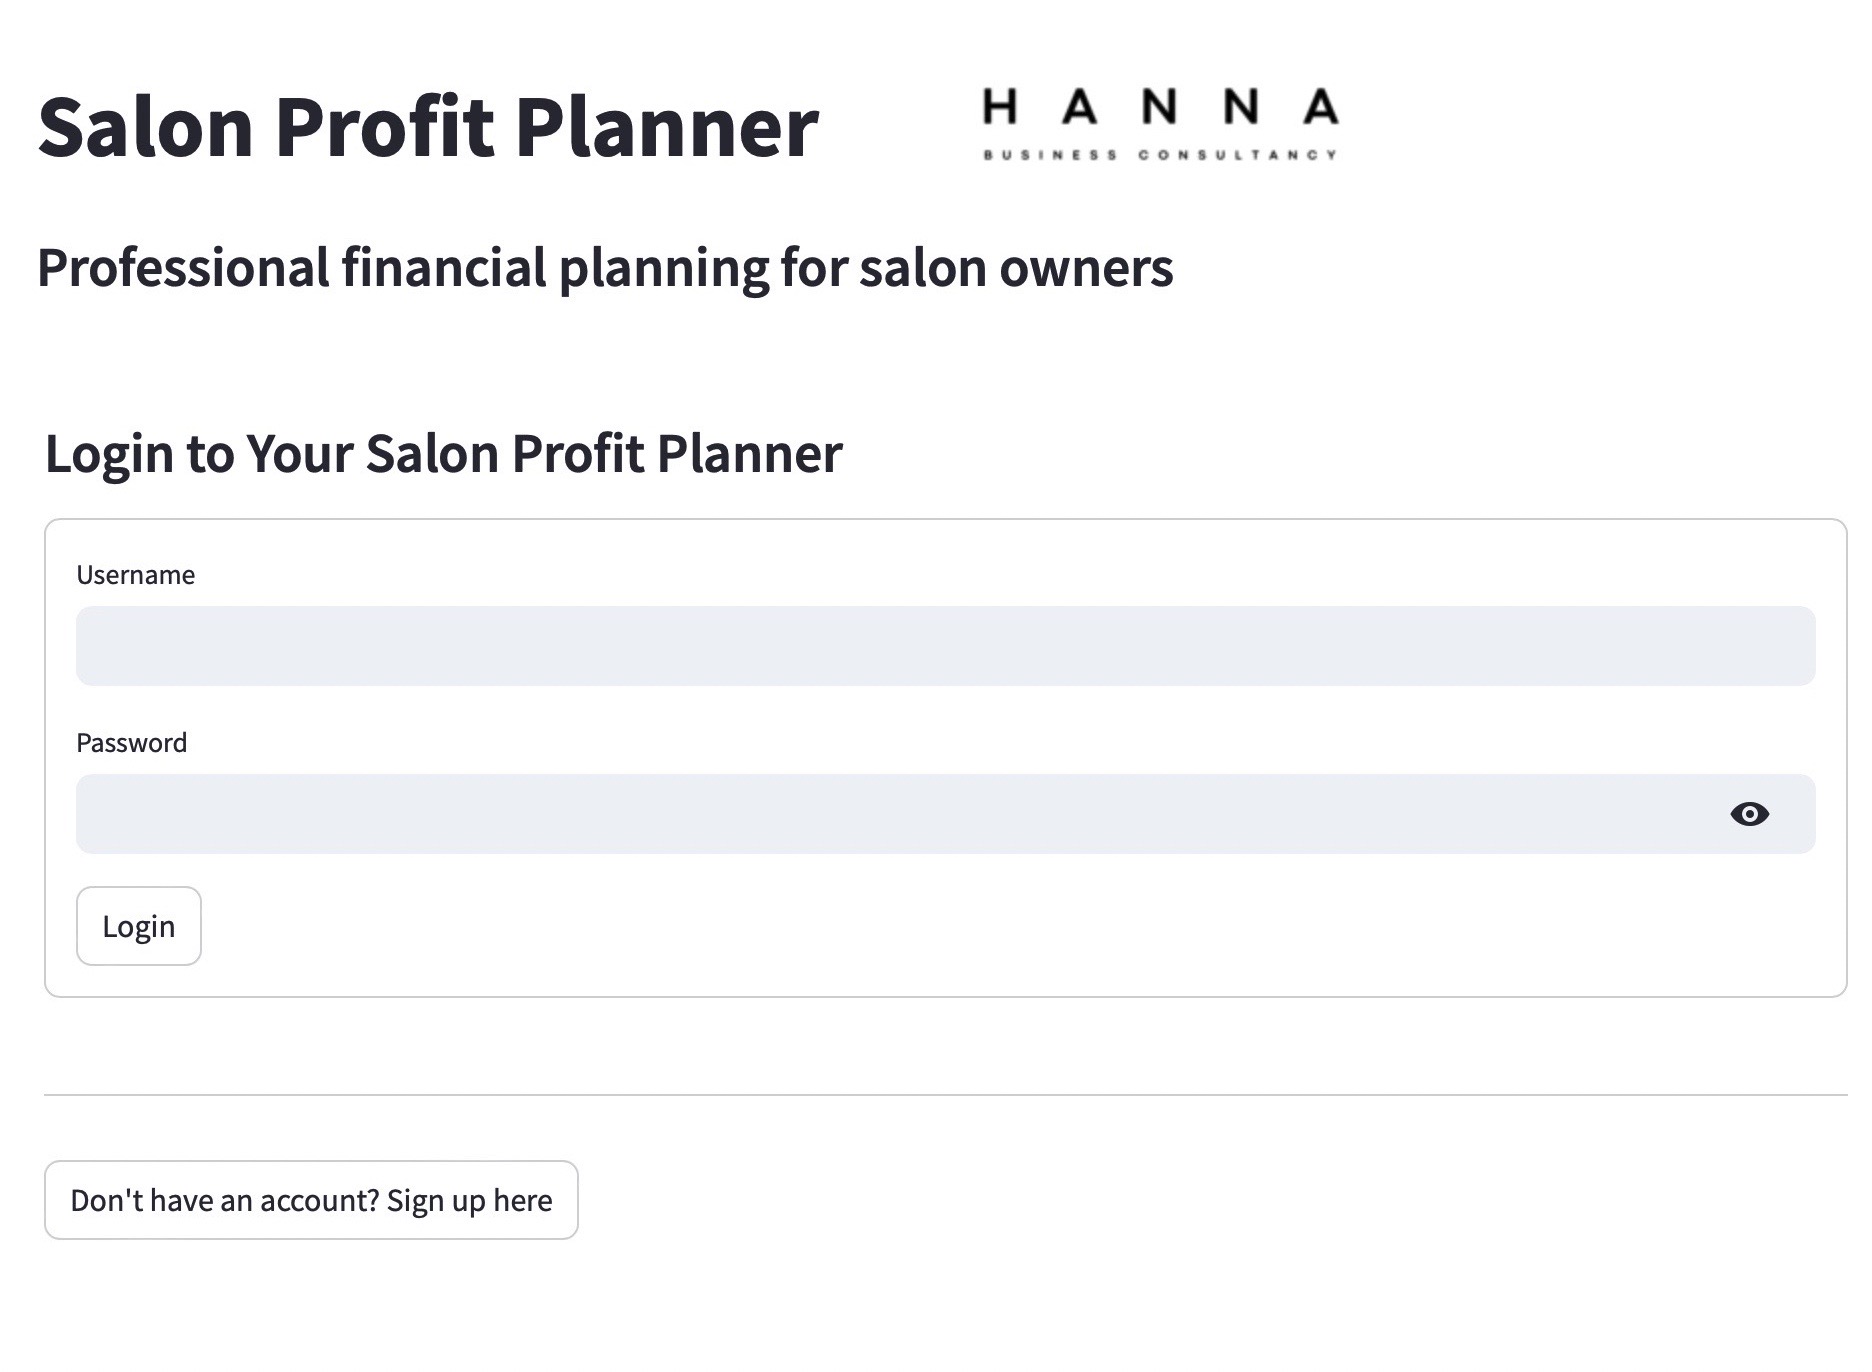 Salon Profit Planner
HANNA
BUSINESS CONSULTANCY
Professional financial planning for salon owners
Login to Your Salon Profit Planner
Username
Password
Login
Don't have an account? Sign up here